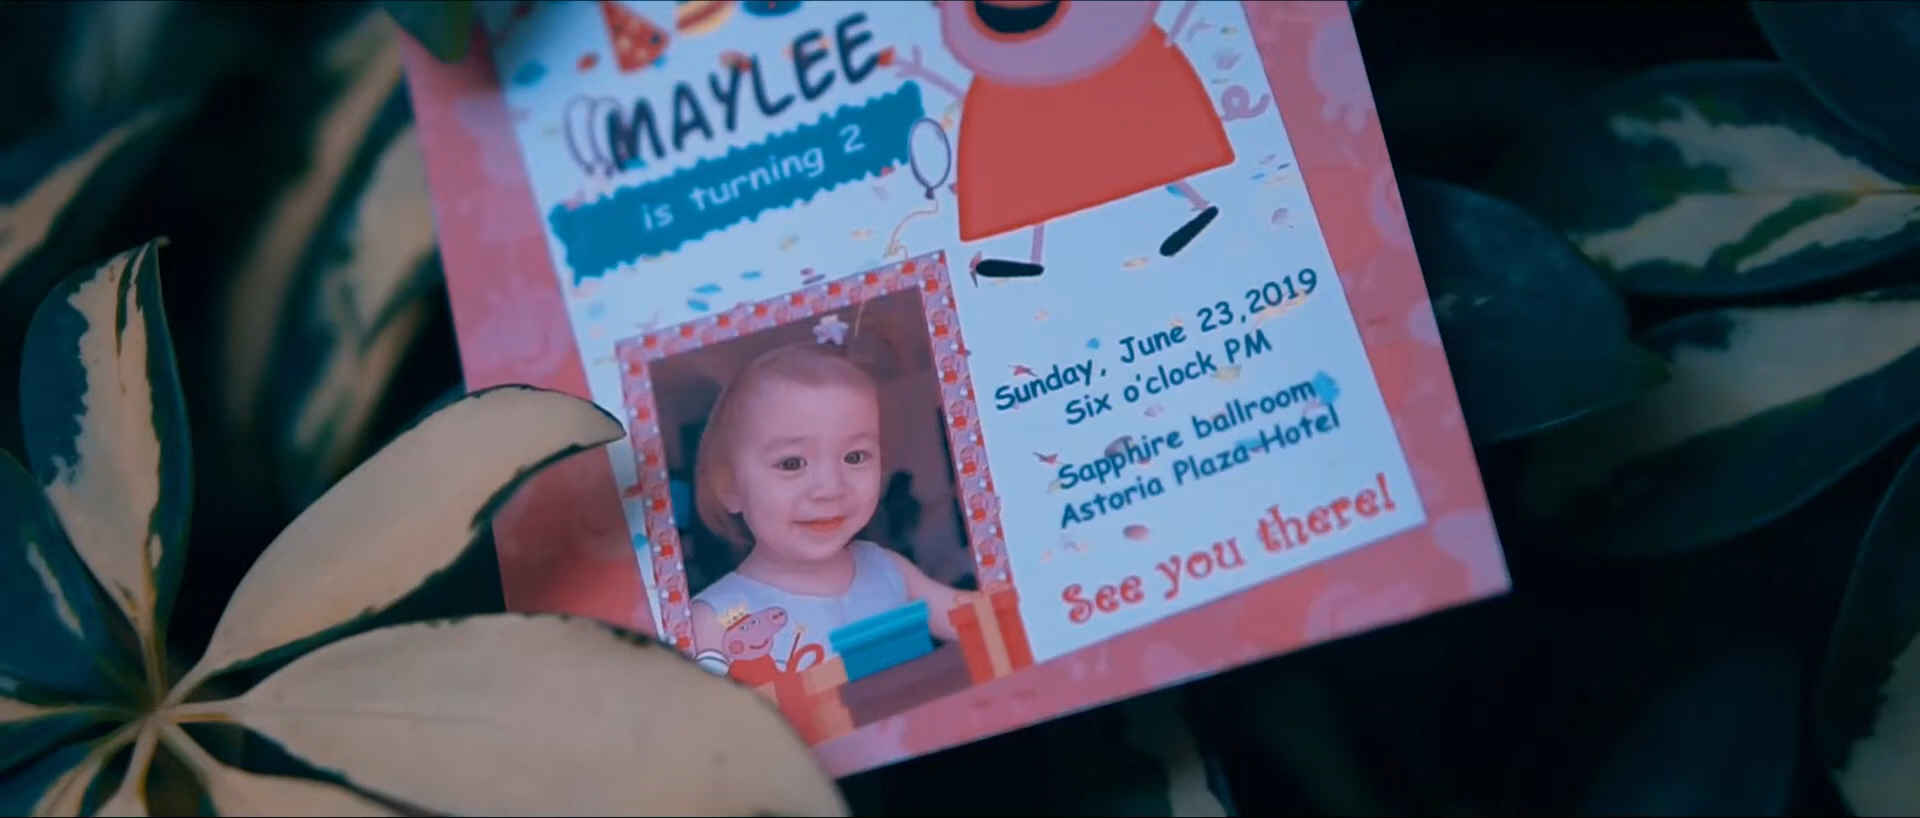 MAYLEE
is turning 2
Sunday, June 23,2019
Six o'clock PM
Sapphire ballroom
Astoria Plaza Hotel
See you there!